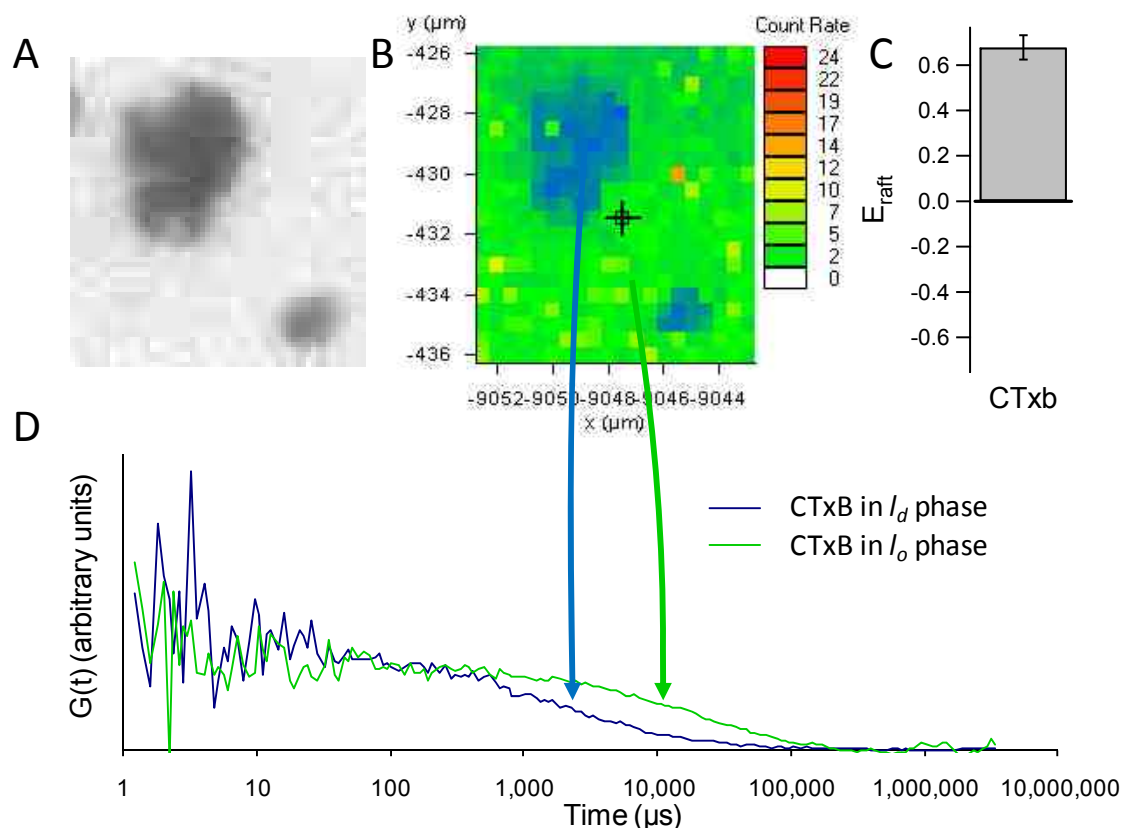 A
B
y (µm)
-426
-428
-430
-432
-434
-436
-9052 -9050 -9048 -9046 -9044
x (µm)
Count Rate
24
22
19
17
14
12
10
7
5
2
0
C
E_raft
0.6
0.4
0.2
0.0
-0.2
-0.4
-0.6
CTxb
D
G(t) (arbitrary units)
CTxB in l_d phase
CTxB in l_o phase
1 10 100 1,000 10,000 100,000 1,000,000 10,000,000
Time (µs)